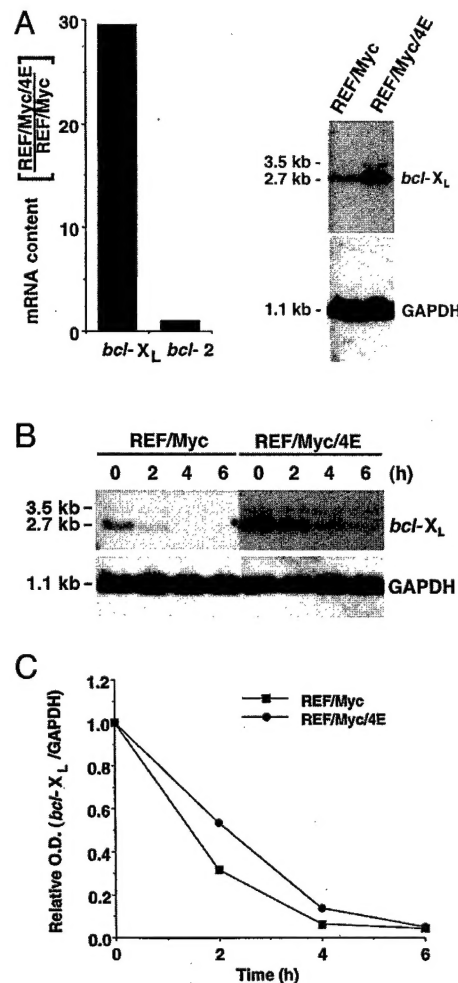 A
mRNA content [REF/Myc/4E / REF/Myc]
30
20
10
0
bcl-XL bcl-2
REF/Myc
REF/Myc/4E
3.5 kb -
2.7 kb -
bcl-XL
1.1 kb -
GAPDH
B
REF/Myc REF/Myc/4E
0 2 4 6 0 2 4 6 (h)
3.5 kb -
2.7 kb -
bcl-XL
1.1 kb -
GAPDH
C
Relative O.D. (bcl-XL /GAPDH)
1.2
1.0
0.8
0.6
0.4
0.2
0.0
REF/Myc
REF/Myc/4E
0 2 4 6
Time (h)